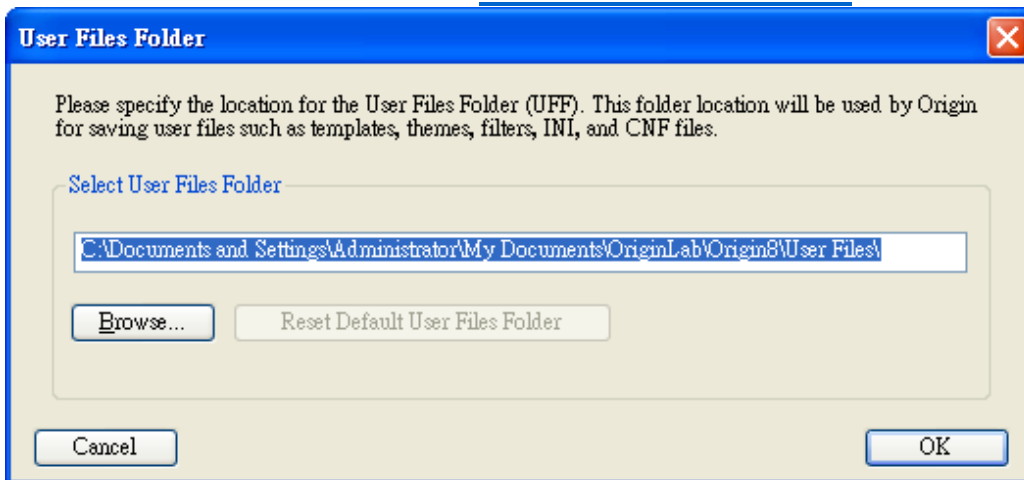 User Files Folder
Please specify the location for the User Files Folder (UFF). This folder location will be used by Origin
for saving user files such as templates, themes, filters, INI, and CNF files.
Select User Files Folder
C:\Documents and Settings\Administrator\My Documents\OriginLab\Origin8\User Files\
Browse...
Reset Default User Files Folder
Cancel
OK